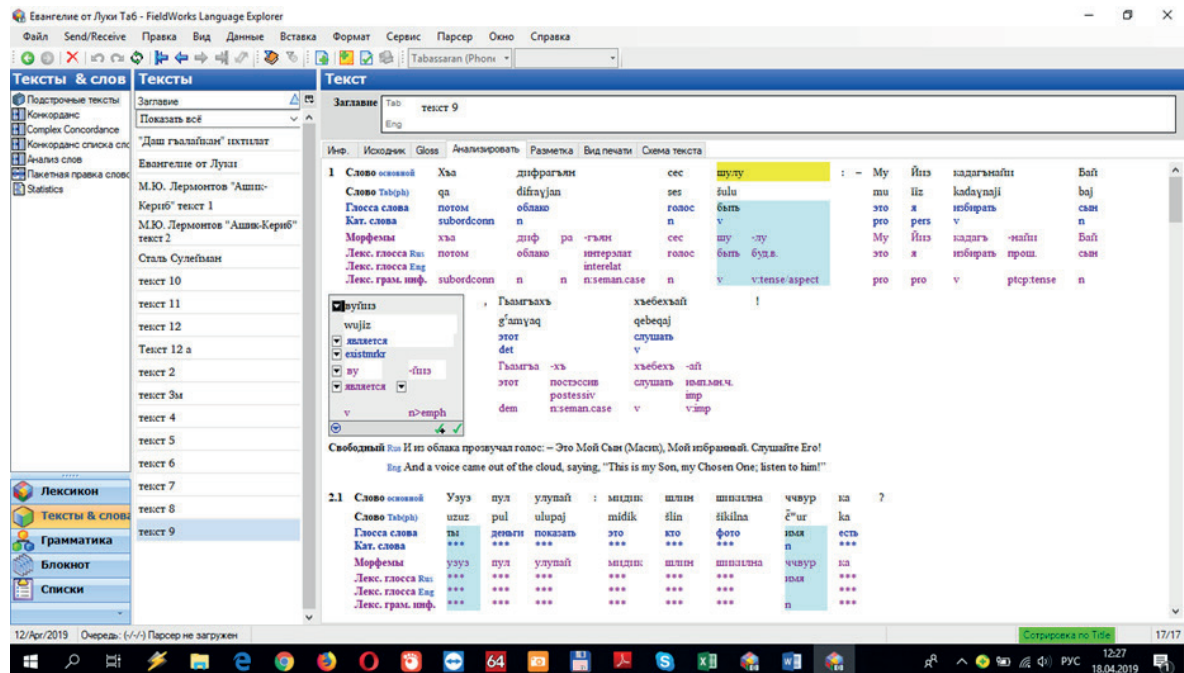 Евангелие от Луки Таб - FieldWorks Language Explorer
Файл Send/Receive Правка Вид Данные Вставка Формат Сервис Парсер Окно Справка
Tabassaran (Phone
Тексты & слов
Тексты
Текст
Подстрочные тексты
Конкорданс
Complex Concordance
Конкорданс списка сло
Анализ слов
Пакетная правка слово
Statistics
Заглавие
Показать всё
"Даш гъалайкан" ихтилат
Евангелие от Луки
М.Ю. Лермонтов "Ашик-
Кериб" текст 1
М.Ю. Лермонтов "Ашик-Кериб"
текст 2
Сталь Сулейман
текст 10
текст 11
текст 12
Текст 12 а
текст 2
текст 3м
текст 4
текст 5
текст 6
текст 7
текст 8
текст 9
Лексикон
Тексты & слова
Грамматика
Блокнот
Списки
Заглавие Tab текст 9
Eng
Инф. Исходник Gloss Анализировать Разметка Вид печати Схема текста
1 Слово основной Хъа дифрагъян сес шулу : – Му Йиз кадагънайи Бай
Слово Tab(ph) qa difraɣjan ses šulu mu jiz kadaɣnaji baj
Глосса слова потом облако голос быть это я избирать сын
Кат. слова subordconn n n v pro pers v n
Морфемы хъа диф ра -гъян сес шу -лу Му Йиз кадагъ -найи Бай
Лекс. глосса Rus потом облако интерэлат голос быть буд.в. это я избирать прош. сын
Лекс. глосса Eng interelat
Лекс. грам. инф. subordconn n n n:seman.case n v v:tense/aspect pro pro v ptcp:tense n
вуйиз , Гьамгъахъ хъебехъай !
wujiz gʕamɣaq qebeqaj
является этот слушать
existmrkr det v
ву -йиз Гьамгъа -хъ хъебехъ -ай
является этот постэссив слушать имп.мн.ч.
postessiv imp
v n>emph dem n:seman.case v v:imp
Свободный Rus И из облака прозвучал голос: – Это Мой Сын (Масих), Мой избранный. Слушайте Его!
Eng And a voice came out of the cloud, saying, "This is my Son, my Chosen One; listen to him!"
2.1 Слово основной Узуз пул улупай : мидик шлин шикилна ччвур ка ?
Слово Tab(ph) uzuz pul ulupaj midik šlin šikilna č̄ʷur ka
Глосса слова ты деньги показать это кто фото имя есть
Кат. слова *** *** *** *** *** *** n ***
Морфемы узуз пул улупай мидик шлин шикилна ччвур ка
Лекс. глосса Rus *** *** *** *** *** *** имя ***
Лекс. глосса Eng *** *** *** *** *** *** ***
Лекс. грам. инф. *** *** *** *** *** *** n ***
12/Apr/2019 Очередь: (-/-/-) Парсер не загружен
Сотрировка по Title 17/17
64
РУС
12:27
18.04.2019